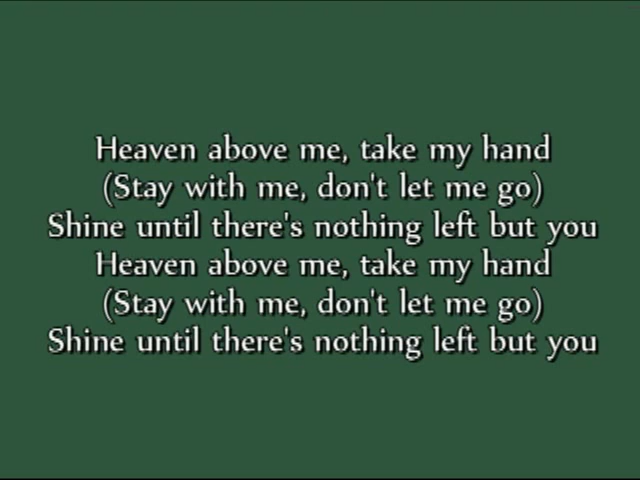 Heaven above me, take my hand
(Stay with me, don't let me go)
Shine until there's nothing left but you
Heaven above me, take my hand
(Stay with me, don't let me go)
Shine until there's nothing left but you